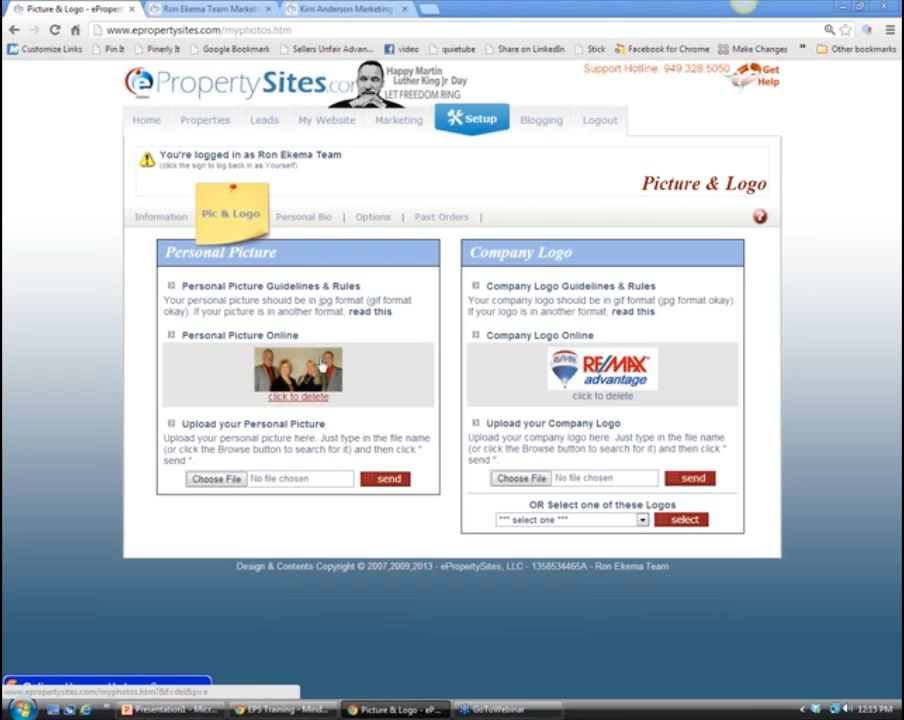 Picture & Logo - eProper
Ron Ekema Team Market
Kim Anderson Marketing
www.epropertysites.com/myphotos.htm
Customize Links Pin It Pinerly It Google Bookmark Sellers Unfair Advan... video quietube Share on LinkedIn Stick Facebook for Chrome Make Changes » Other bookmarks
ePropertySites.com
Happy Martin
Luther King Jr Day
LET FREEDOM RING
Support Hotline: 949.328.5050
Get
Help
Home Properties Leads My Website Marketing Setup Blogging Logout
You're logged in as Ron Ekema Team
(click the sign to log back in as Yourself)
Picture & Logo
Information Pic & Logo Personal Bio | Options | Past Orders |
Personal Picture
Personal Picture Guidelines & Rules
Your personal picture should be in jpg format (gif format
okay). If your picture is in another format, read this.
Personal Picture Online
click to delete
Upload your Personal Picture
Upload your personal picture here. Just type in the file name
(or click the Browse button to search for it) and then click "
send ".
Choose File No file chosen send
Company Logo
Company Logo Guidelines & Rules
Your company logo should be in gif format (jpg format okay).
If your logo is in another format, read this.
Company Logo Online
RE/MAX
RE/MAX
advantage
click to delete
Upload your Company Logo
Upload your company logo here. Just type in the file name
(or click the Browse button to search for it) and then click "
send ".
Choose File No file chosen send
OR Select one of these Logos
*** select one *** select
Design & Contents Copyright © 2007,2009,2013 - ePropertySites, LLC - 1358534465A - Ron Ekema Team
www.epropertysites.com/myphotos.htm?&f=del&p=a
Presentation1 - Micr... EPS Training - Mind... Picture & Logo - eP... GoToWebinar 12:15 PM